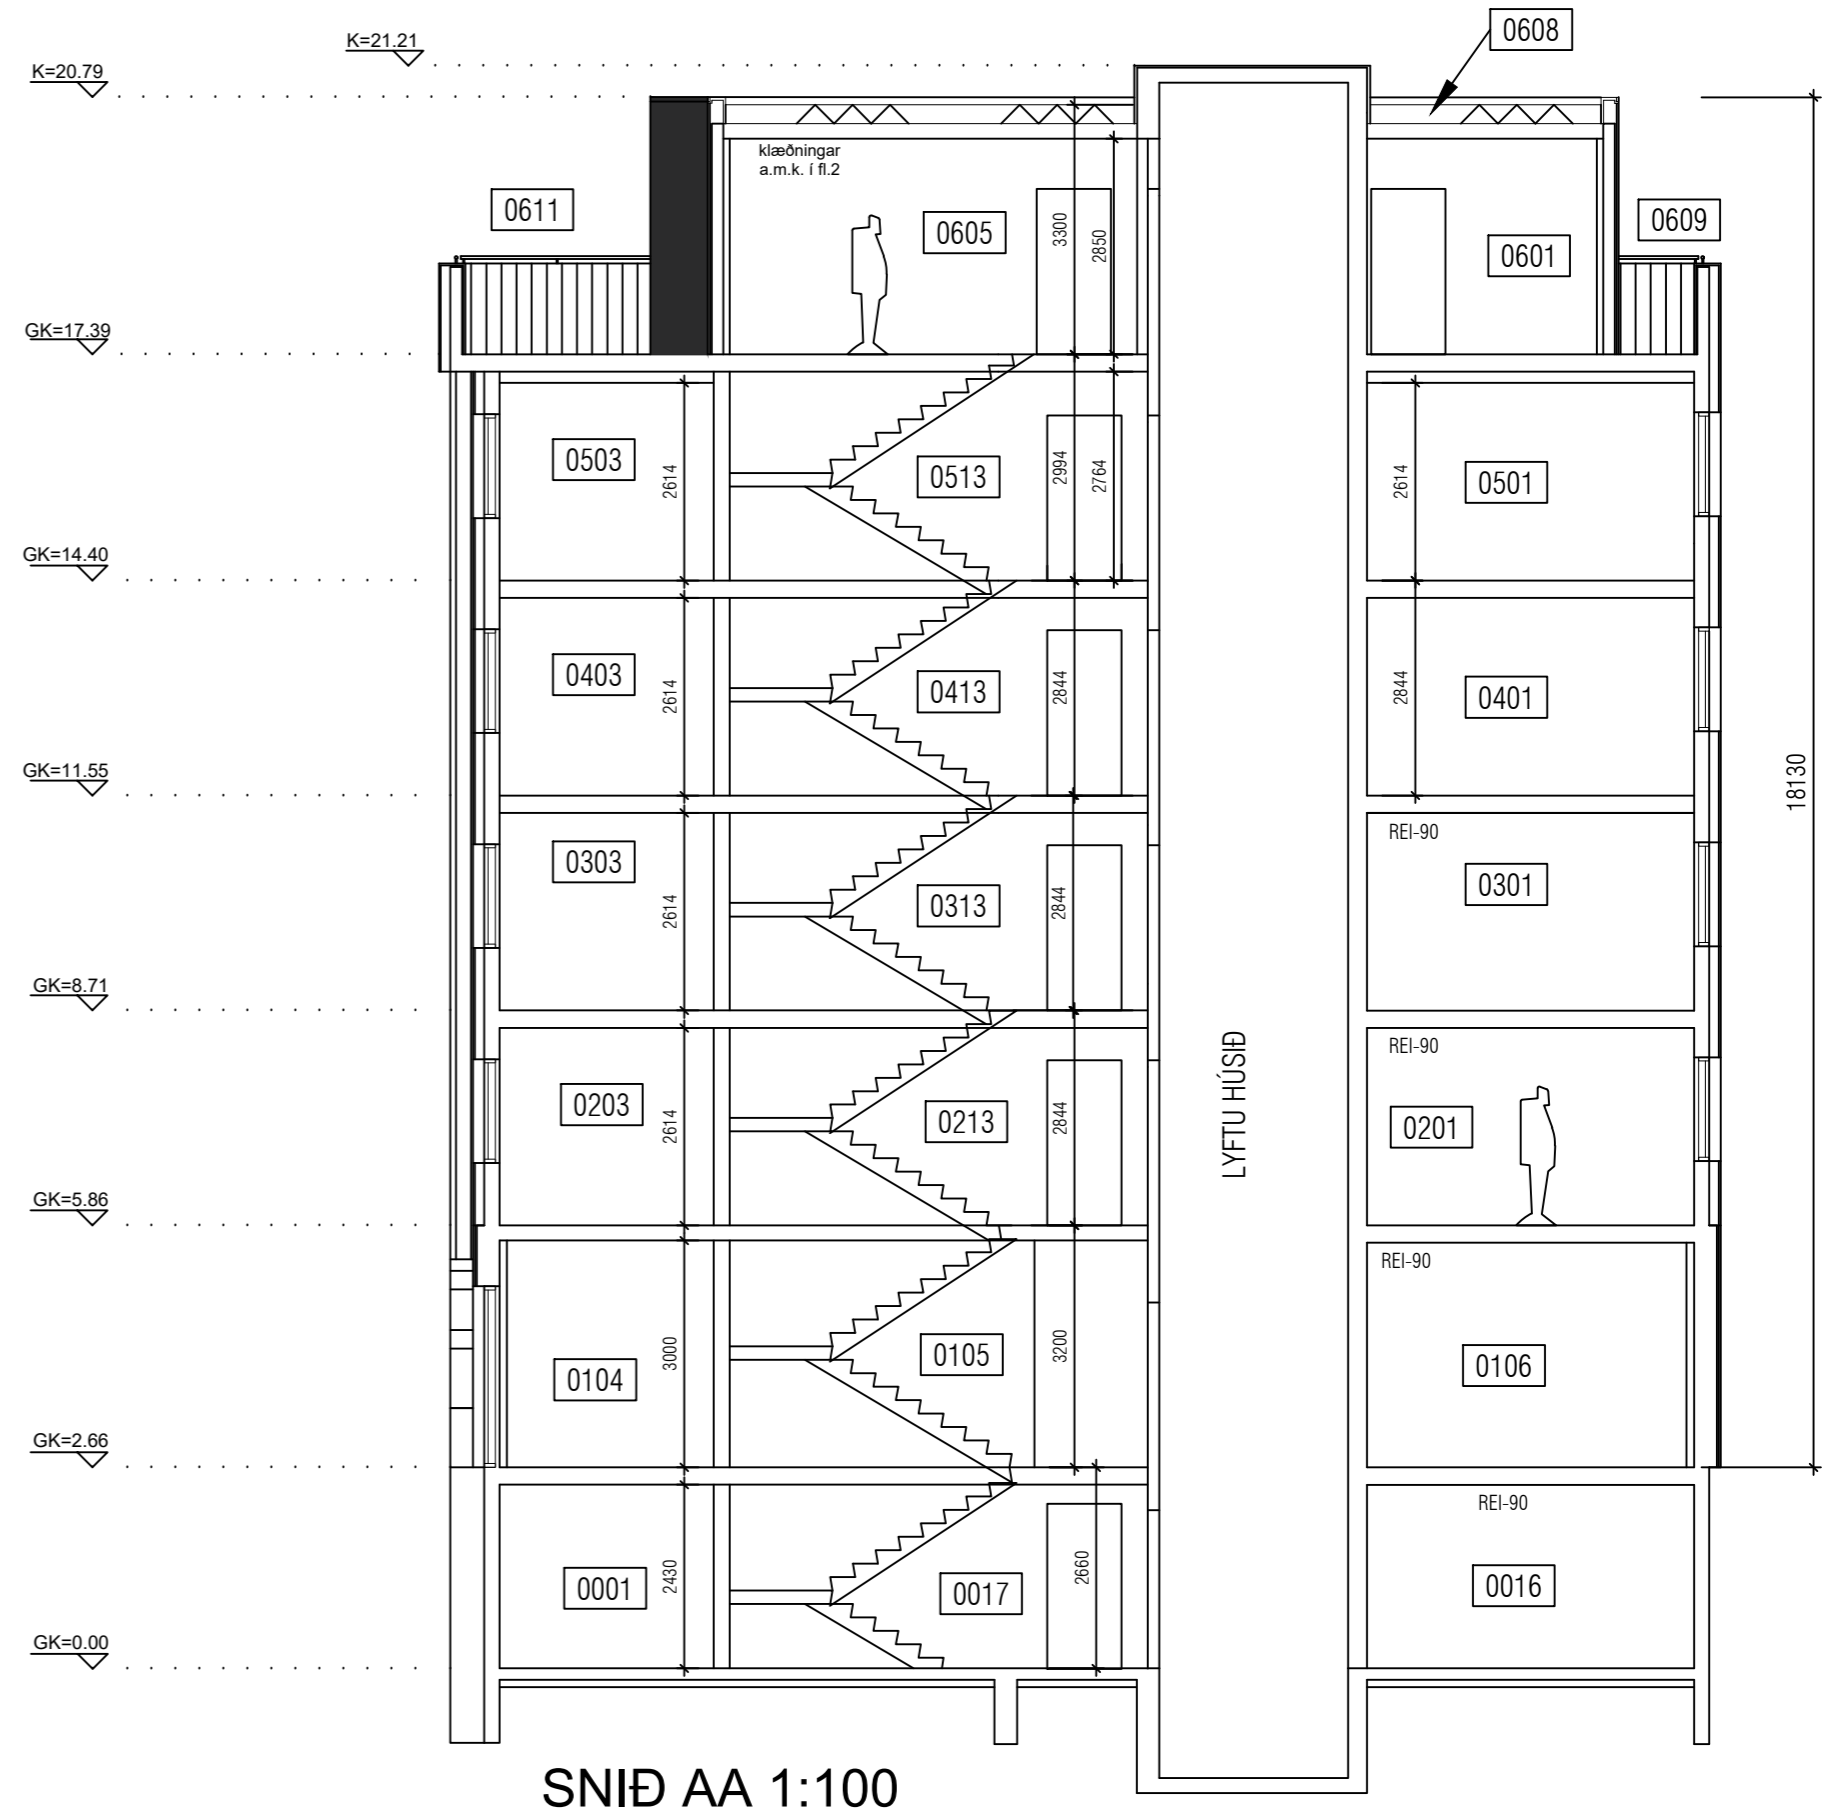 0608
K=21.21
K=20.79
klæðningar
a.m.k. í fl.2
0611
0605
3300
2850
0601
0609
GK=17.39
0503
2614
0513
2994
2764
2614
0501
GK=14.40
0403
2614
0413
2844
2844
0401
GK=11.55
18130
REI-90
0303
2614
0313
2844
0301
GK=8.71
REI-90
LYFTU HÚSIÐ
0203
2614
0213
2844
0201
GK=5.86
REI-90
0104
3000
0105
3200
0106
GK=2.66
REI-90
0001
2430
0017
2660
0016
GK=0.00
SNIÐ AA 1:100